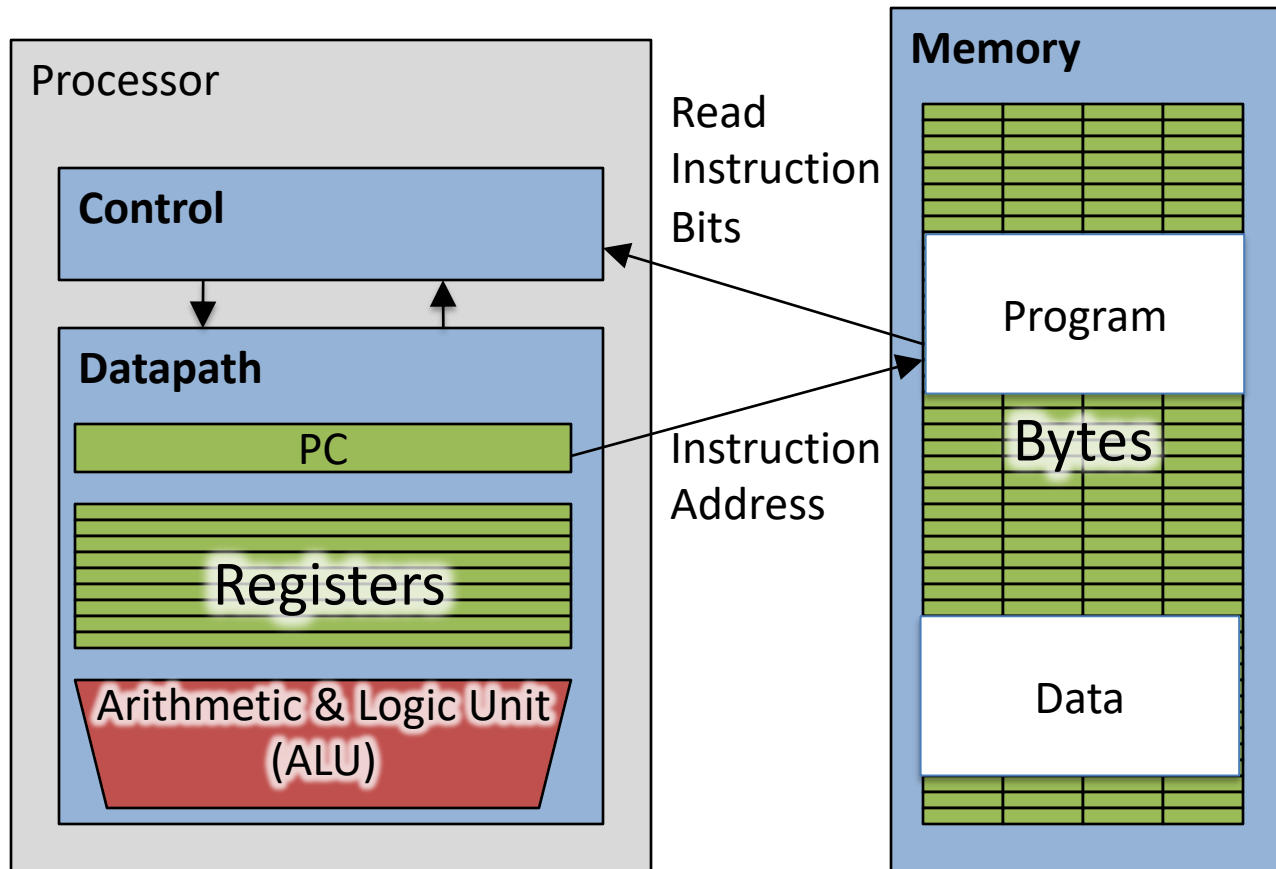 Processor
Control
Datapath
PC
Registers
Arithmetic & Logic Unit
(ALU)
Read
Instruction
Bits
Instruction
Address
Memory
Program
Bytes
Data